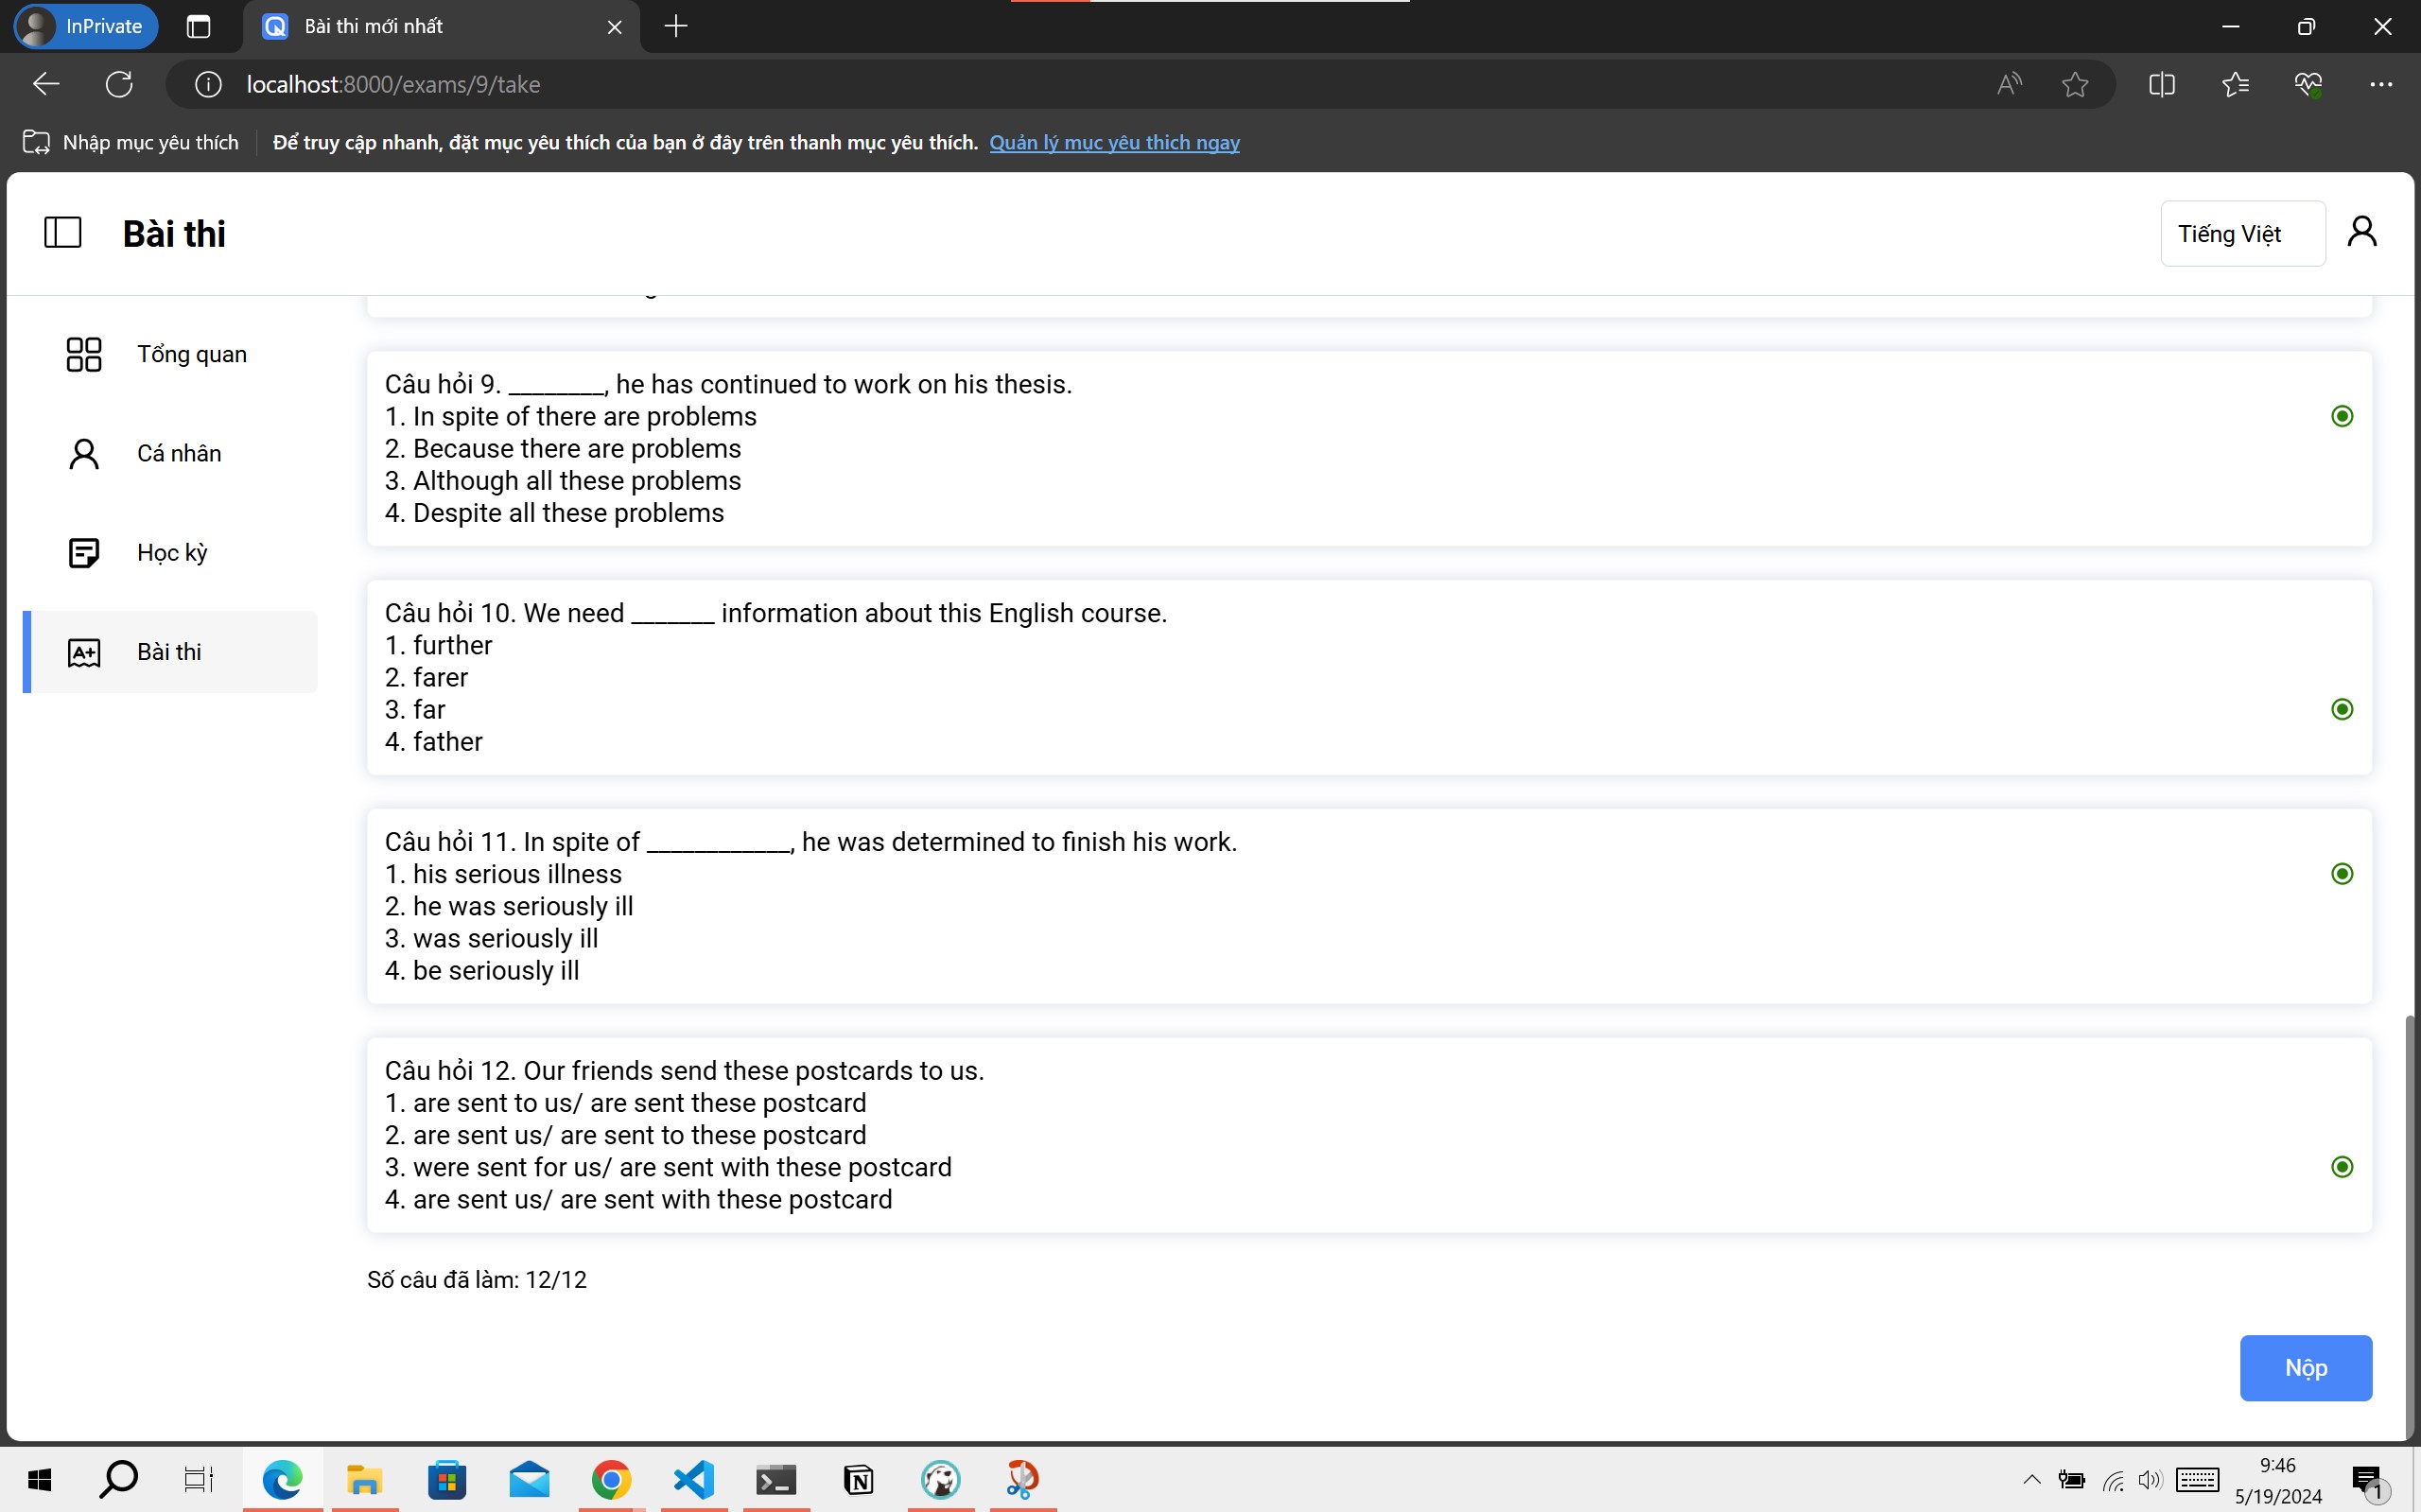 InPrivate
Bài thi mới nhất
localhost:8000/exams/9/take
Nhập mục yêu thích
Để truy cập nhanh, đặt mục yêu thích của bạn ở đây trên thanh mục yêu thích. Quản lý mục yêu thích ngay
Bài thi
Tiếng Việt
Tổng quan
Cá nhân
Học kỳ
A+ Bài thi
Câu hỏi 9. ________, he has continued to work on his thesis.
1. In spite of there are problems
2. Because there are problems
3. Although all these problems
4. Despite all these problems
Câu hỏi 10. We need _______ information about this English course.
1. further
2. farer
3. far
4. father
Câu hỏi 11. In spite of ____________, he was determined to finish his work.
1. his serious illness
2. he was seriously ill
3. was seriously ill
4. be seriously ill
Câu hỏi 12. Our friends send these postcards to us.
1. are sent to us/ are sent these postcard
2. are sent us/ are sent to these postcard
3. were sent for us/ are sent with these postcard
4. are sent us/ are sent with these postcard
Số câu đã làm: 12/12
Nộp
9:46
5/19/2024
1